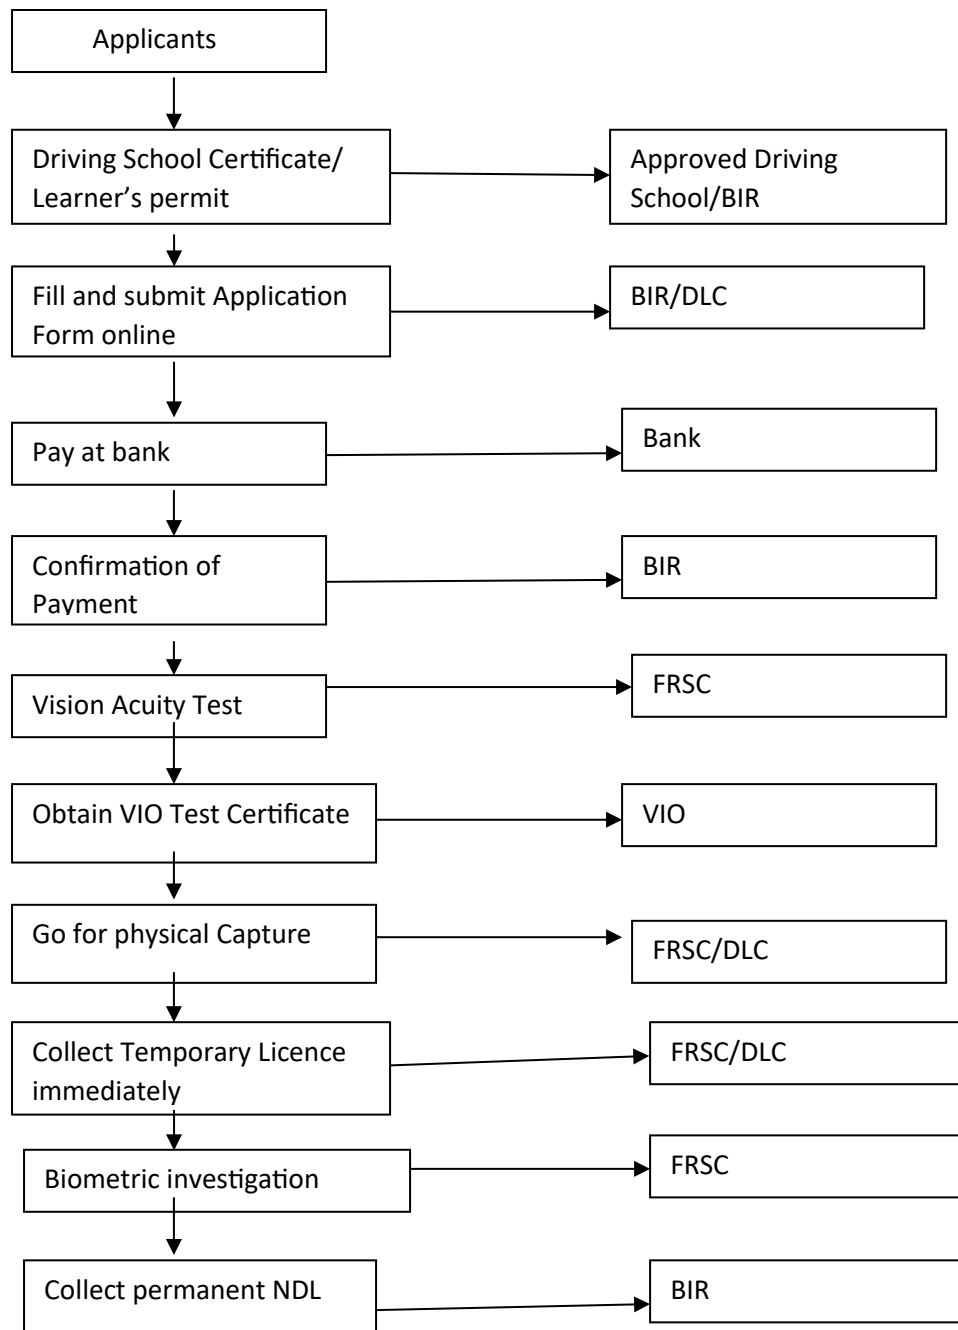 Applicants
Driving School Certificate/
Learner’s permit
Approved Driving
School/BIR
Fill and submit Application
Form online
BIR/DLC
Pay at bank
Bank
Confirmation of
Payment
BIR
Vision Acuity Test
FRSC
Obtain VIO Test Certificate
VIO
Go for physical Capture
FRSC/DLC
Collect Temporary Licence
immediately
FRSC/DLC
Biometric investigation
FRSC
Collect permanent NDL
BIR